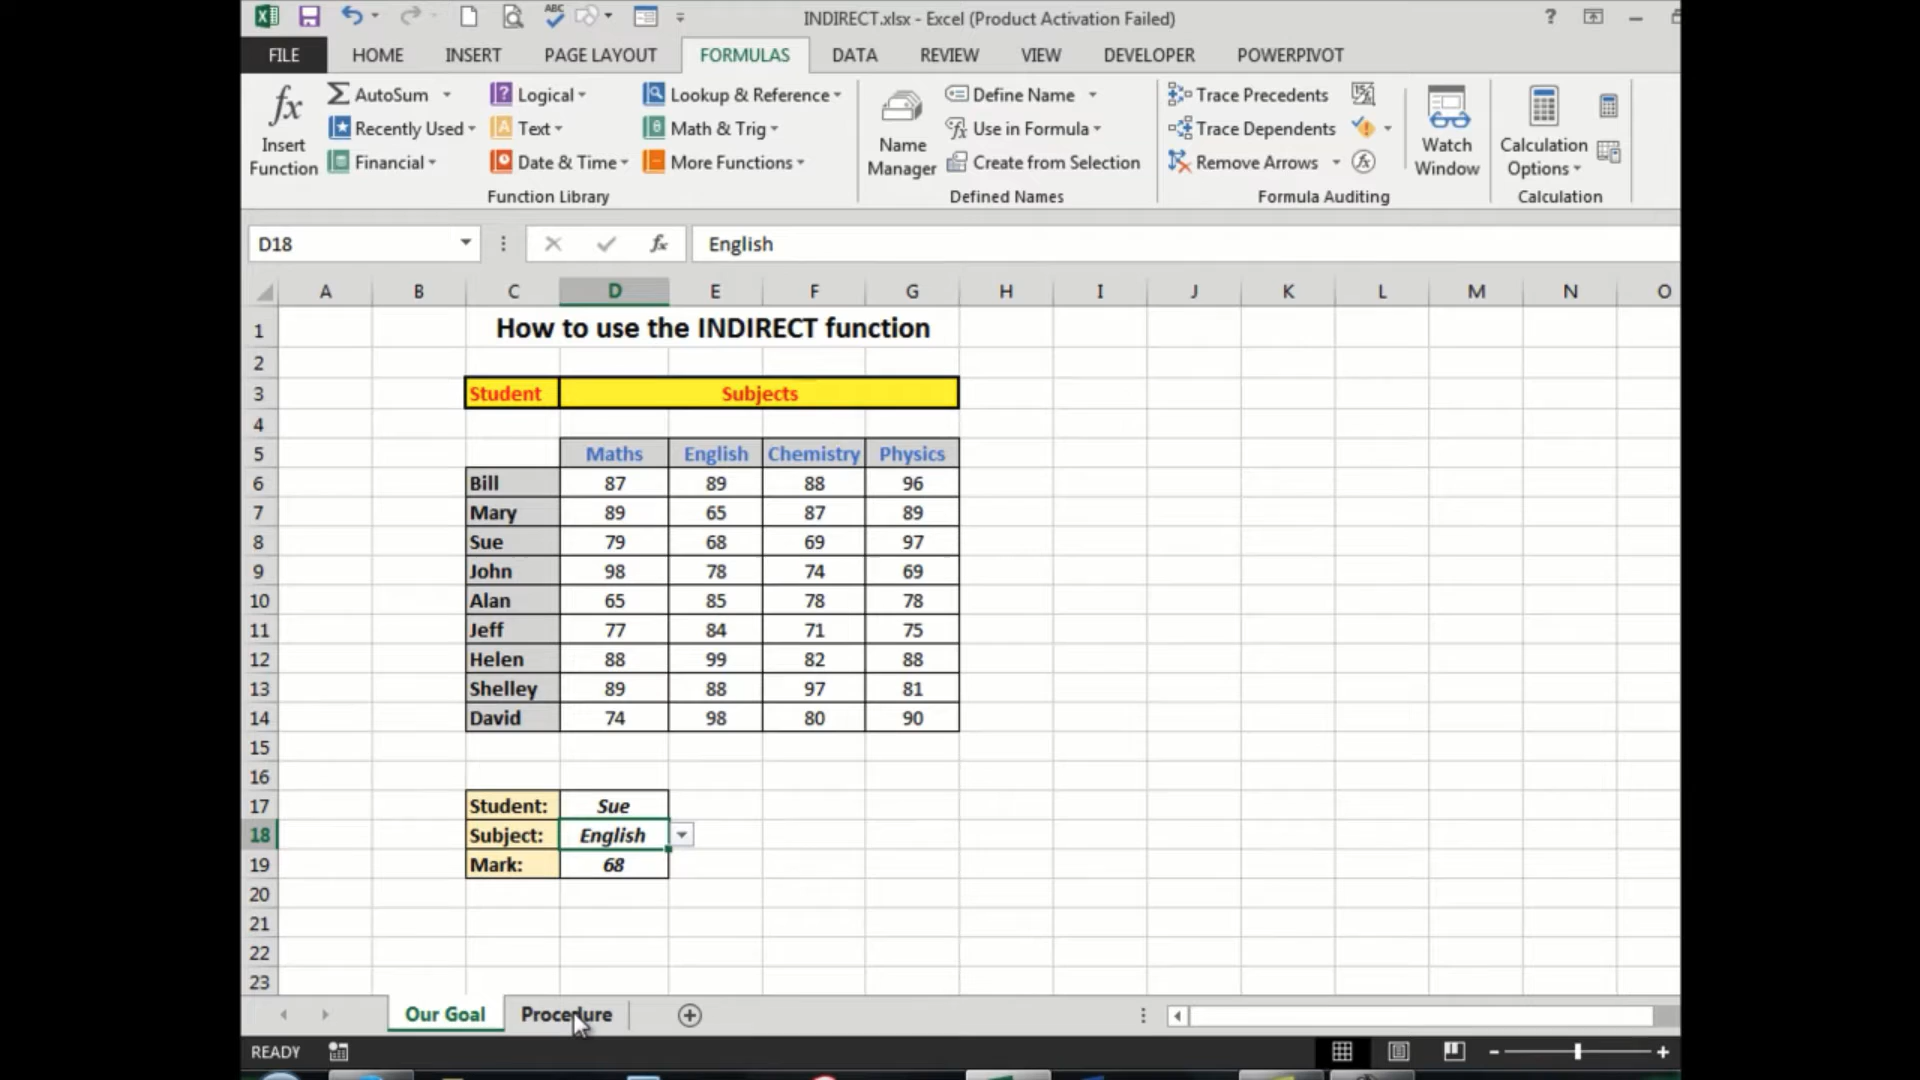 INDIRECT.xlsx - Excel (Product Activation Failed)
FILE HOME INSERT PAGE LAYOUT FORMULAS DATA REVIEW VIEW DEVELOPER POWERPIVOT
fx Insert Function
AutoSum
Recently Used
Financial
Logical
Text
Date & Time
Lookup & Reference
Math & Trig
More Functions
Function Library
Name Manager
Define Name
Use in Formula
Create from Selection
Defined Names
Trace Precedents
Trace Dependents
Remove Arrows
Formula Auditing
Watch Window
Calculation Options
Calculation
D18 fx English
A B C D E F G H I J K L M N O
1 How to use the INDIRECT function
2
3 Student Subjects
4
5 Maths English Chemistry Physics
6 Bill 87 89 88 96
7 Mary 89 65 87 89
8 Sue 79 68 69 97
9 John 98 78 74 69
10 Alan 65 85 78 78
11 Jeff 77 84 71 75
12 Helen 88 99 82 88
13 Shelley 89 88 97 81
14 David 74 98 80 90
15
16
17 Student: Sue
18 Subject: English
19 Mark: 68
20
21
22
23
Our Goal Procedure
READY